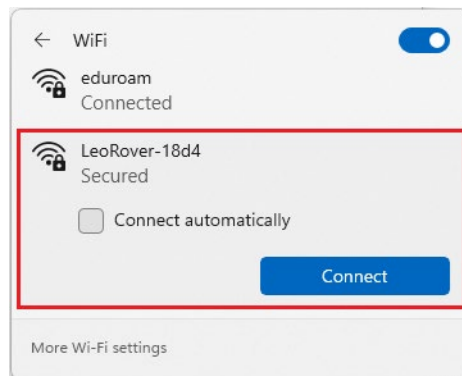 WiFi
eduroam
Connected
LeoRover-18d4
Secured
Connect automatically
Connect
More Wi-Fi settings